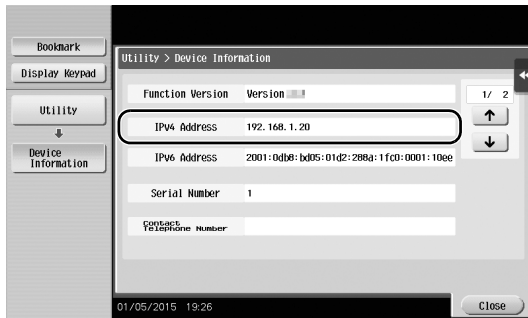 Bookmark
Display Keypad
Utility
Device
Information
Utility > Device Information
Function Version Version
IPv4 Address 192.168.1.20
IPv6 Address 2001:0db8:bd05:01d2:288a:1fc0:0001:10ee
Serial Number 1
Contact
Telephone Number
1/ 2
01/05/2015 19:26
Close